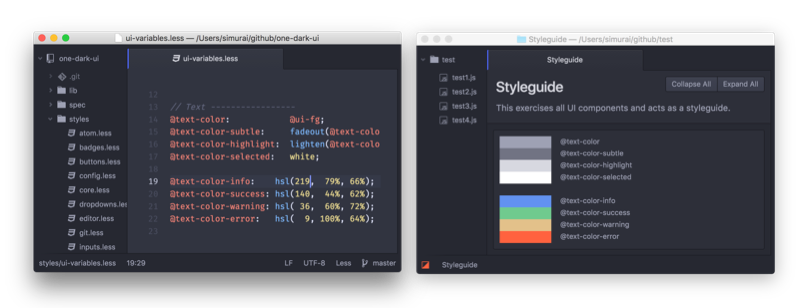 ui-variables.less — /Users/simurai/github/one-dark-ui
one-dark-ui
.git
lib
spec
styles
atom.less
badges.less
buttons.less
config.less
core.less
dropdowns.less
editor.less
git.less
inputs.less
ui-variables.less
12
13 // Text -----------------
14 @text-color: @ui-fg;
15 @text-color-subtle: fadeout(@text-colo
16 @text-color-highlight: lighten(@text-colo
17 @text-color-selected: white;
18
19 @text-color-info: hsl(219, 79%, 66%);
20 @text-color-success: hsl(140, 44%, 62%);
21 @text-color-warning: hsl( 36, 60%, 72%);
22 @text-color-error: hsl( 9, 100%, 64%);
23
styles/ui-variables.less 19:29 LF UTF-8 Less master
Styleguide — /Users/simurai/github/test
test
test1.js
test2.js
test3.js
test4.js
Styleguide
Styleguide
Collapse All Expand All
This exercises all UI components and acts as a styleguide.
@text-color
@text-color-subtle
@text-color-highlight
@text-color-selected
@text-color-info
@text-color-success
@text-color-warning
@text-color-error
Styleguide